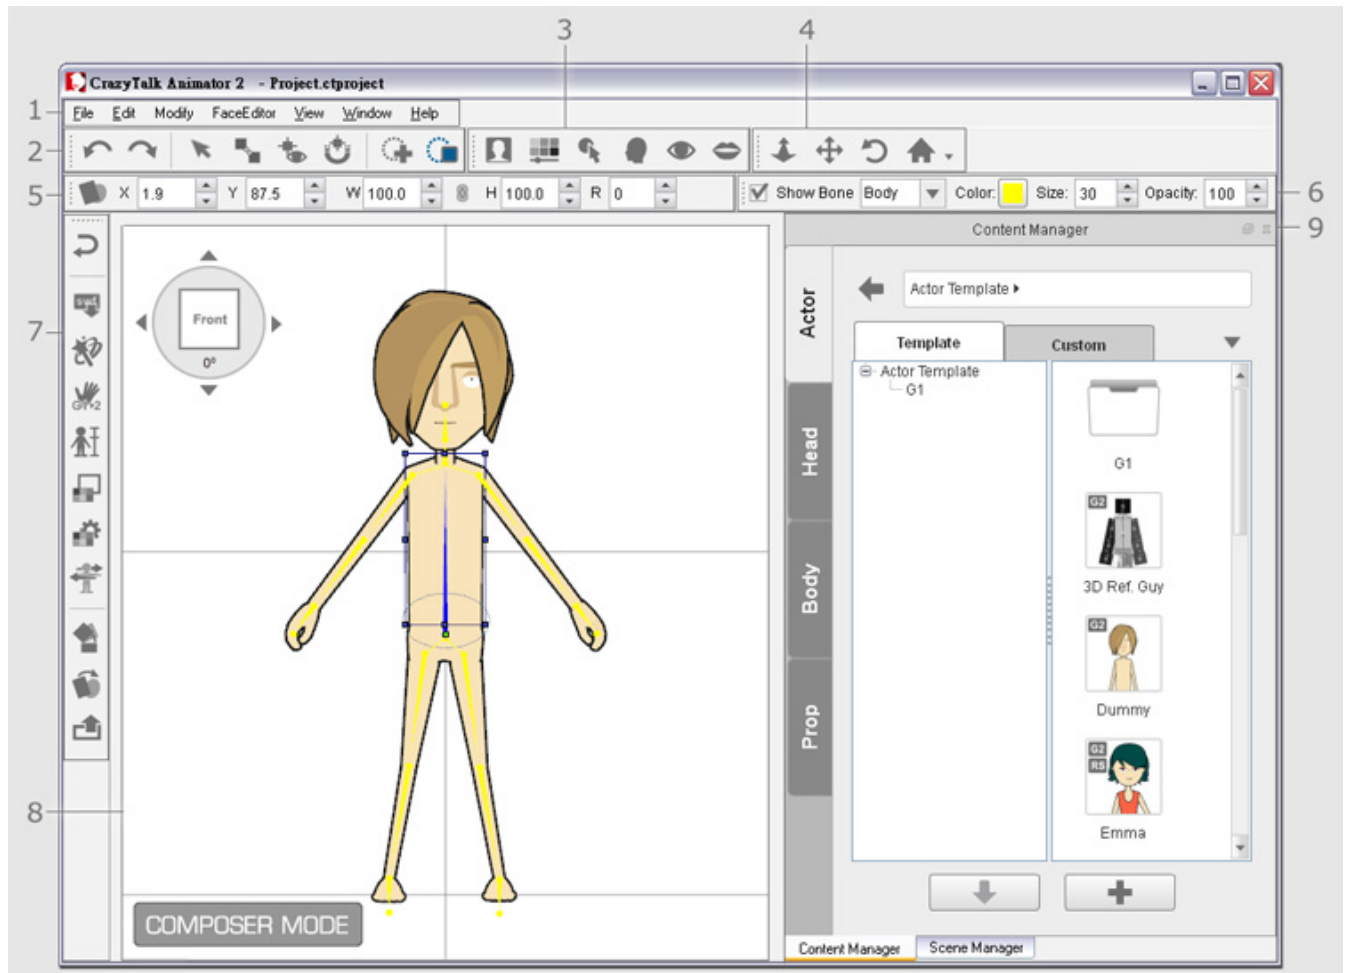 3
4
CrazyTalk Animator 2 - Project.ctproject
1
File Edit Modify FaceEditor View Window Help
2
5
X 1.9 Y 87.5 W 100.0 H 100.0 R 0
Show Bone Body Color: Size: 30 Opacity: 100
6
Content Manager
9
7
Front
0°
Actor
Actor Template
Template Custom
Actor Template
G1
G1
Head
G2
3D Ref. Guy
Body
G2
Dummy
Prop
G2
RS
Emma
8
COMPOSER MODE
Content Manager Scene Manager